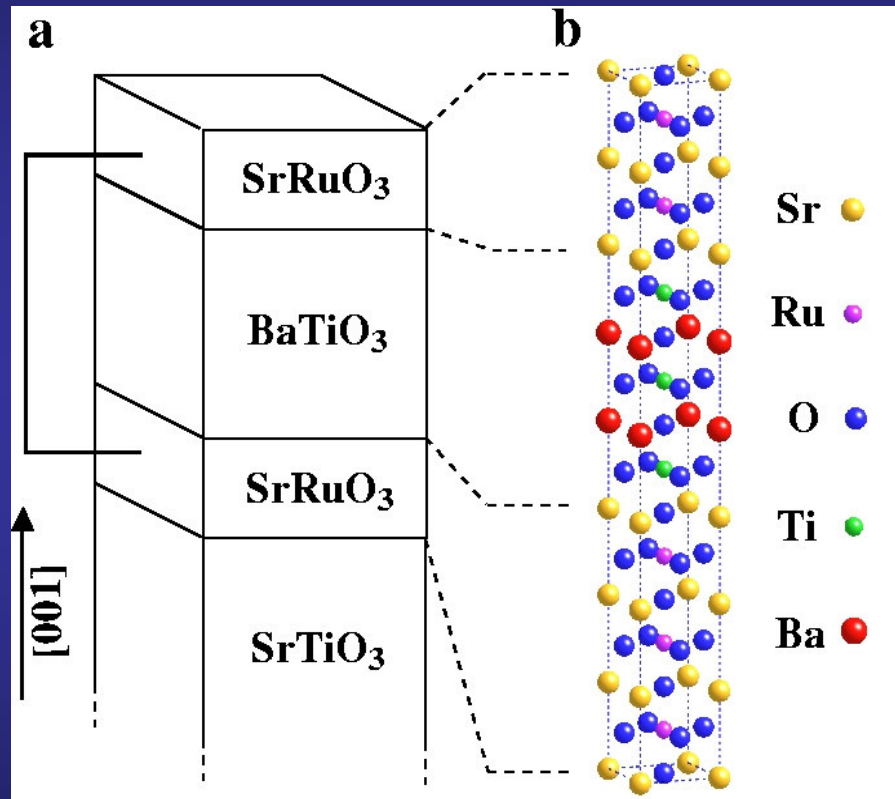 a
b
SrRuO₃
BaTiO₃
SrRuO₃
SrTiO₃
[001]
Sr
Ru
O
Ti
Ba